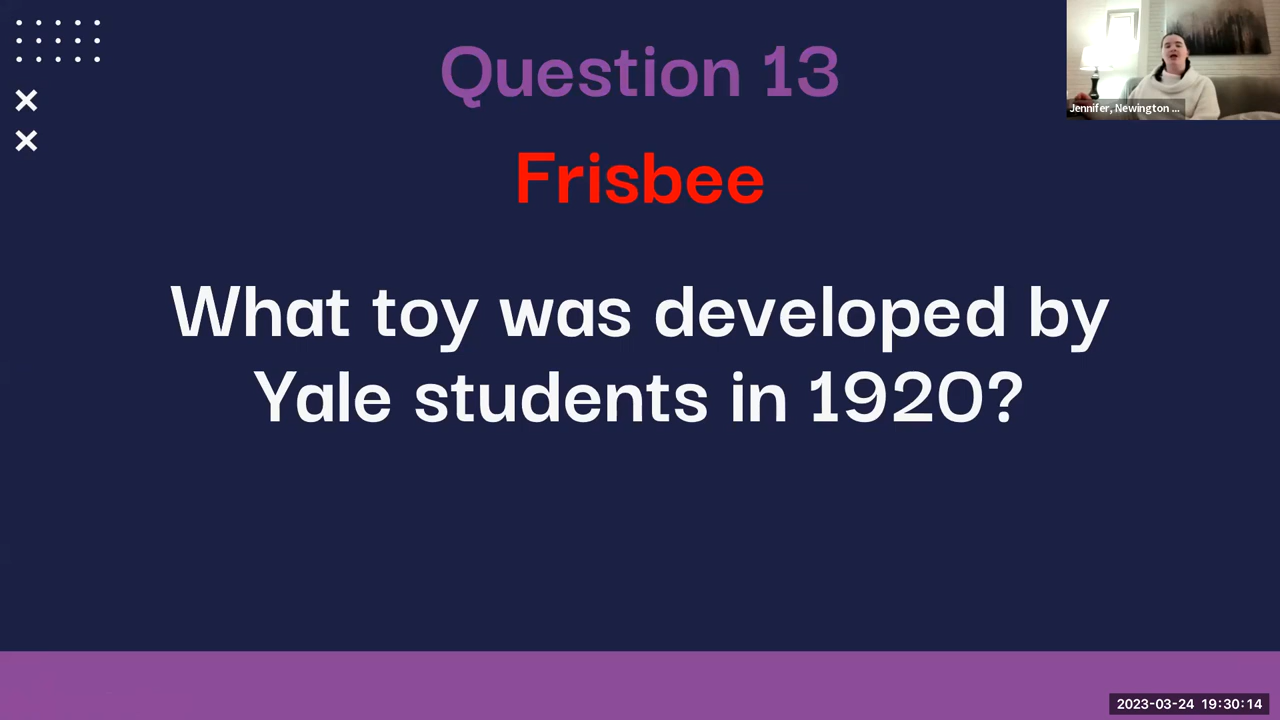 Question 13
Frisbee
What toy was developed by
Yale students in 1920?
Jennifer, Newington ...
2023-03-24 19:30:14